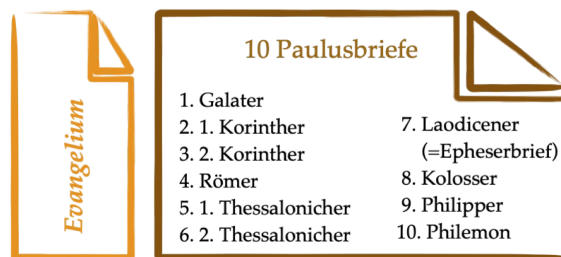 Evangelium
10 Paulusbriefe
1. Galater
2. 1. Korinther
3. 2. Korinther
4. Römer
5. 1. Thessalonicher
6. 2. Thessalonicher
7. Laodicener
(=Epheserbrief)
8. Kolosser
9. Philipper
10. Philemon